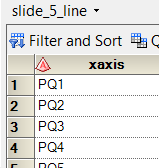 slide_5_line
Filter and Sort
xaxis
1 PQ1
2 PQ2
3 PQ3
4 PQ4